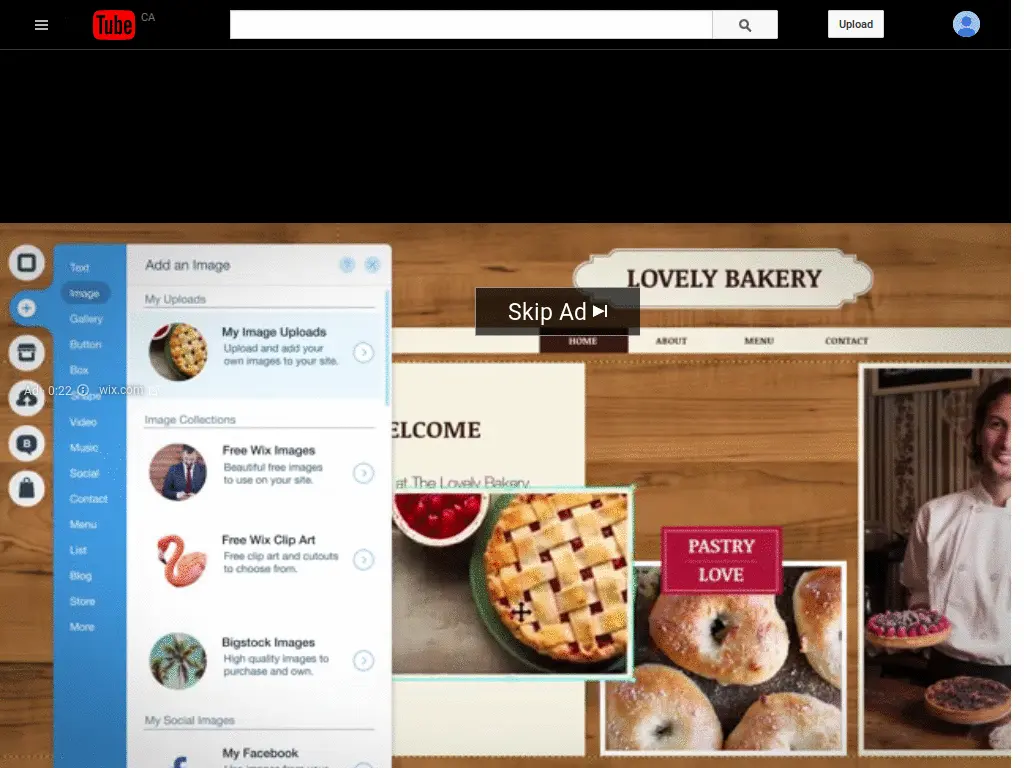 Tube CA
Upload
Add an Image
Text
Image
Gallery
Button
Box
Shape
Video
Music
Social
Contact
Menu
List
Blog
Store
More
My Uploads
My Image Uploads
Upload and add your
own images to your site.
Image Collections
Free Wix Images
Beautiful free images
to use on your site.
Free Wix Clip Art
Free clip art and cutouts
to choose from.
Bigstock Images
High quality images to
purchase and own.
My Social Images
My Facebook
Ad · 0:22 wix.com
B
Skip Ad
LOVELY BAKERY
HOME ABOUT MENU CONTACT
ELCOME
at The Lovely Bakery
PASTRY
LOVE